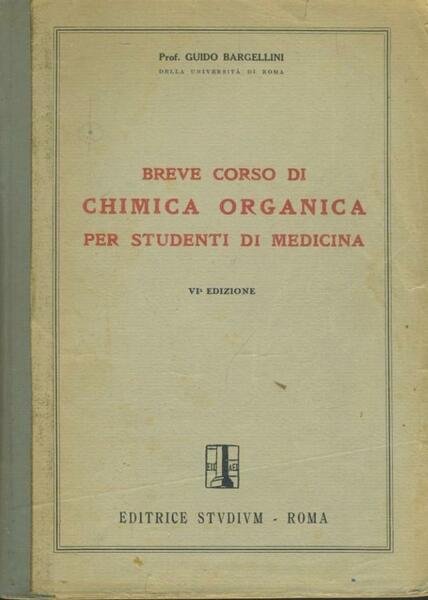 Prof. GUIDO BARGELLINI
DELLA UNIVERSITÀ DI ROMA
BREVE CORSO DI
CHIMICA ORGANICA
PER STUDENTI DI MEDICINA
VIª EDIZIONE
EDITRICE STVDIVM - ROMA